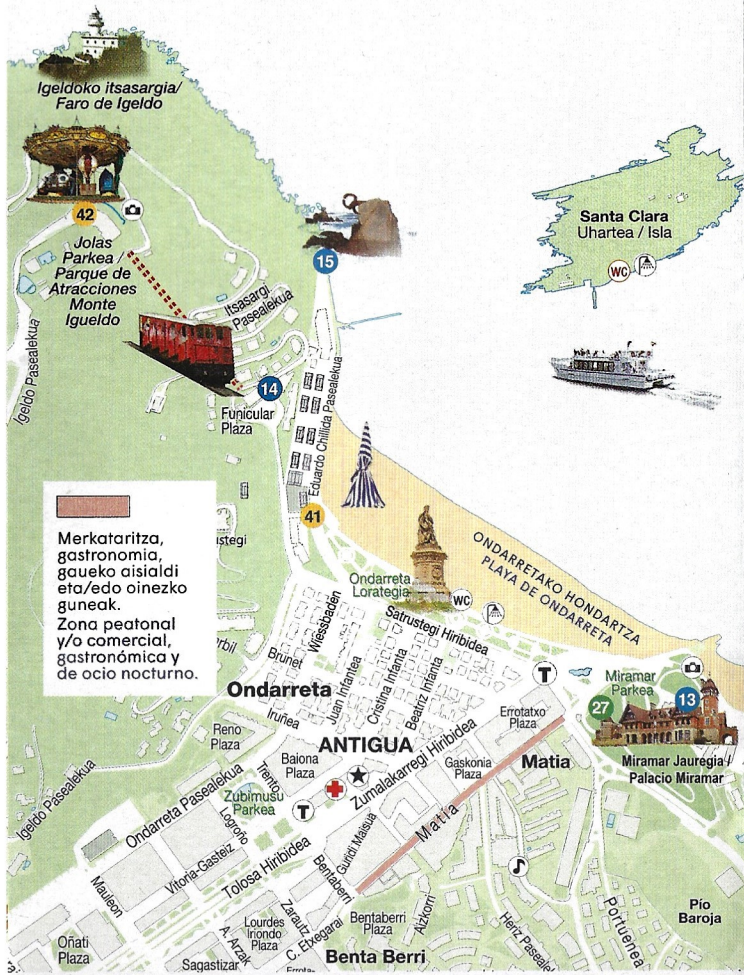 Igeldoko itsasargia/
Faro de Igeldo
42
Jolas
Parkea /
Parque de
Atracciones
Monte
Igueldo
15
Santa Clara
Uhartea / Isla
WC
Itsasargi
Pasealekua
Igeldo Pasealekua
14
Funicular
Plaza
Eduardo Chillida Pasealekua
41
Merkataritza,
gastronomia,
gaueko aisialdi
eta/edo oinezko
guneak.
Zona peatonal
y/o comercial,
gastronómica y
de ocio nocturno.
ONDARRETAKO HONDARTZA
PLAYA DE ONDARRETA
Ondarreta
Lorategia
WC
Satrustegi Hiribidea
Wiessbaden
Brunet
Ondarreta
Juan Infantea
Cristina Infanta
Beatriz Infanta
Iruñea
T
Miramar
Parkea
27
13
Miramar Jauregia /
Palacio Miramar
Errotatxo
Plaza
Reno
Plaza
ANTIGUA
Baiona
Plaza
Zumalakarregi Hiribidea
Gaskonia
Plaza
Matia
Matia
Igeldo Pasealekua
Ondarreta Pasealekua
Trento
Zubimusu
Parkea
T
Logroño
Vitoria-Gasteiz
Tolosa Hiribidea
Guridi Maisua
Bentaberri
Mauleon
Oñati
Plaza
A. Arzak
Lourdes
Iriondo
Plaza
Zarautz
C. Etxegarai
Bentaberri
Plaza
Aizkorri
Heriz Pasealek
Portuenea
Pío
Baroja
Sagastizar
Benta Berri